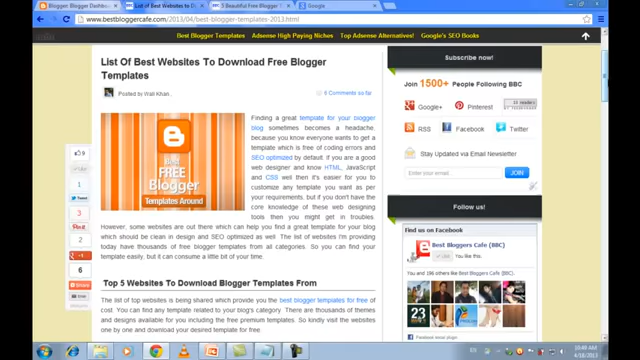 Blogger: Blogger Dashboard
List of Best Websites to D
5 Beautiful Free Blogger T
Google
www.bestbloggercafe.com/2013/04/best-blogger-templates-2013.html
Best Blogger Templates
Adsense High Paying Niches
Top Adsense Alternatives!
Google's SEO Books
List Of Best Websites To Download Free Blogger
Templates
Posted by Wali Khan
6 Comments so far
Best
FREE
Blogger
Templates Around
Finding a great template for your blogger
blog sometimes becomes a headache,
because you know everyone wants to get a
template which is free of coding errors and
SEO optimized by default. If you are a good
web designer and know HTML, JavaScript
and CSS well then it's easier for you to
customize any template you want as per
your requirements, but if you don't have the
core knowledge of these web designing
tools then you might get in troubles.
However, some websites are out there which can help you find a great template for your blog
which should be clean in design and SEO optimized as well. The list of websites I'm providing
today have thousands of free blogger templates from all categories. So you can find your
template easily, but it can consume a little bit of your time.
Top 5 Websites To Download Blogger Templates From
The list of top websites is being shared which provide you the best blogger templates for free of
cost. You can find any template related to your blog's category. There are thousands of themes
and designs available for you including the free premium templates. So kindly visit the websites
one by one and download your desired template for free
9
Like
1
Tweet
3
Pin it
2
+1
6
Share
Subscribe now!
Join 1500+ People Following BBC
Google+
Pinterest
readers
RSS
Facebook
Twitter
Stay Updated via Email Newsletter
Enter your email
JOIN
Follow us!
Find us on Facebook
Best Bloggers Cafe (BBC)
Like
You like this.
You and 196 others like Best Bloggers Cafe (BBC).
23
Facebook social plugin
EN
10:49 AM
6/18/2013